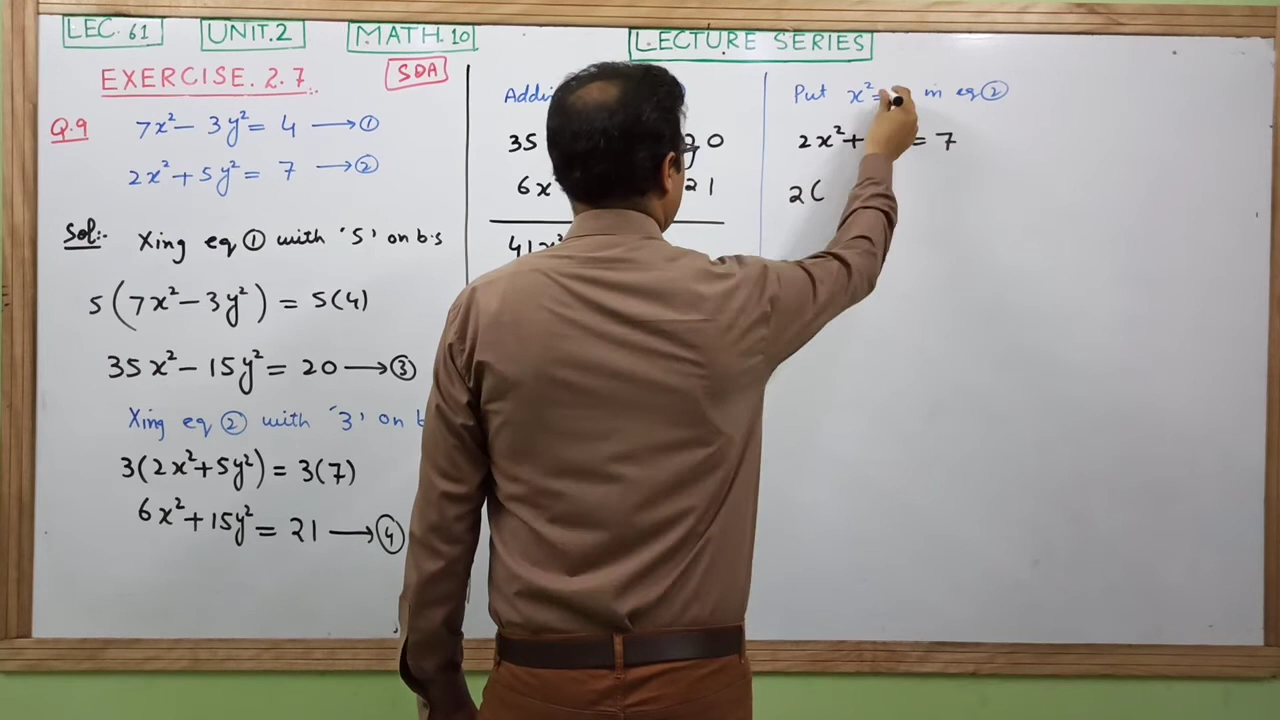 LEC. 61 UNIT.2 MATH.10 LECTURE SERIES
EXERCISE. 2.7 SDA
Q.9 7x² - 3y² = 4 → ①
2x² + 5y² = 7 → ②
Sol:- Xing eq ① with '5' on b.s
5(7x² - 3y²) = 5(4)
35x² - 15y² = 20 → ③
Xing eq ② with '3' on
3(2x² + 5y²) = 3(7)
6x² + 15y² = 21 → ④
35 20
6x 21
41x²
Put x² = in eq ②
2x² + = 7
2(